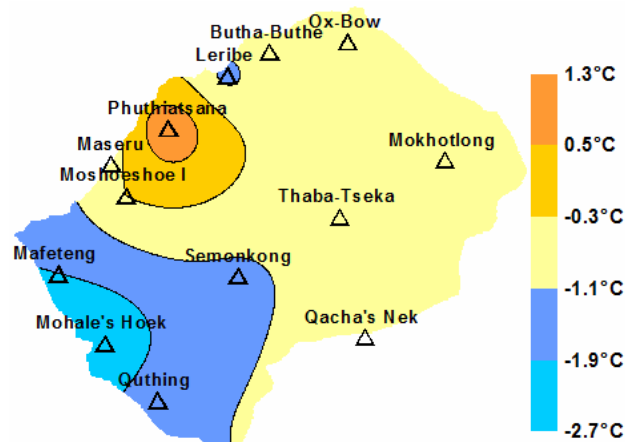 Ox-Bow
Butha-Buthe
Leribe
Phuthiatsana
Maseru
Moshoeshoe I
Mokhotlong
Thaba-Tseka
Mafeteng
Semonkong
Mohale's Hoek
Qacha's Nek
Quthing
1.3°C
0.5°C
-0.3°C
-1.1°C
-1.9°C
-2.7°C